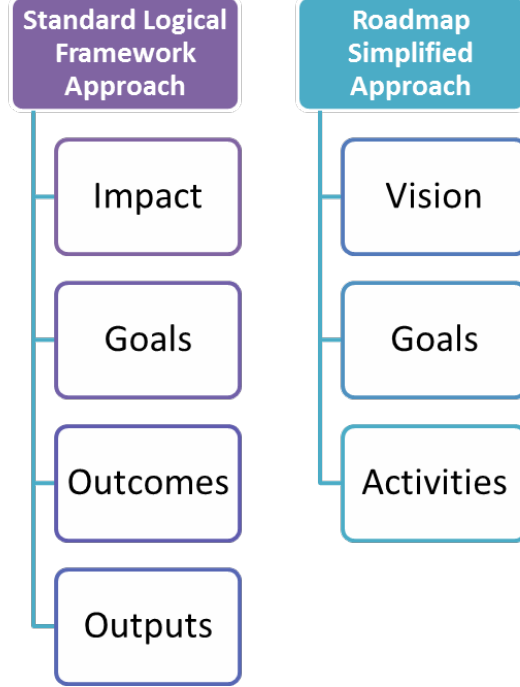 Standard Logical
Framework
Approach
Impact
Goals
Outcomes
Outputs
Roadmap
Simplified
Approach
Vision
Goals
Activities